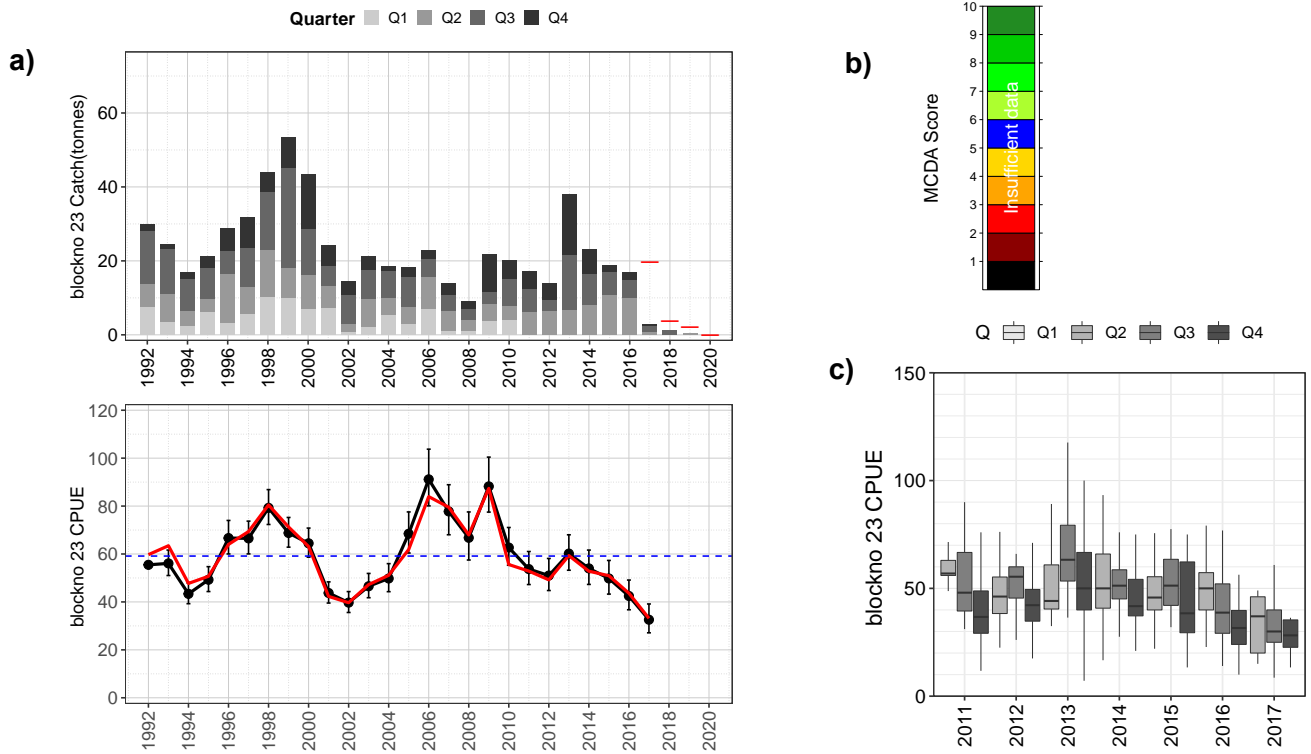 Quarter Q1 Q2 Q3 Q4
a)
blockno 23 Catch(tonnes)
60
40
20
0
1992 1994 1996 1998 2000 2002 2004 2006 2008 2010 2012 2014 2016 2018 2020
blockno 23 CPUE
120
100
80
60
40
20
0
1992 1994 1996 1998 2000 2002 2004 2006 2008 2010 2012 2014 2016 2018 2020
b)
MCDA Score
10
9
8
7
6
5
4
3
2
1
Insufficient data
Q Q1 Q2 Q3 Q4
c)
blockno 23 CPUE
150
100
50
0
2011 2012 2013 2014 2015 2016 2017